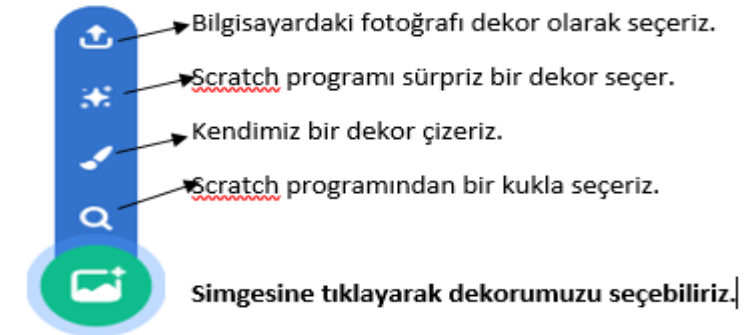 Bilgisayardaki fotoğrafı dekor olarak seçeriz.
Scratch programı sürpriz bir dekor seçer.
Kendimiz bir dekor çizeriz.
Scratch programından bir kukla seçeriz.
Simgesine tıklayarak dekorumuzu seçebiliriz.